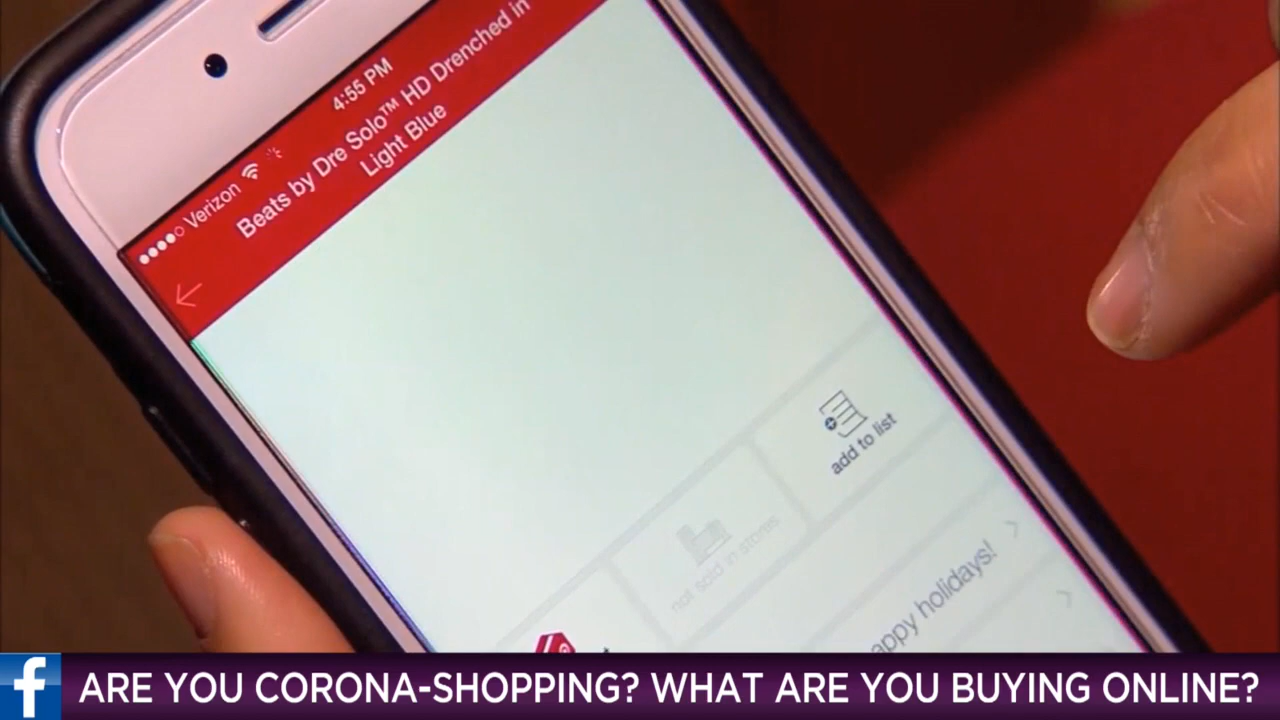 Verizon 4:55 PM
Beats by Dre Solo™ HD Drenched in
Light Blue
add to list
not sold in stores
appy holidays!
f ARE YOU CORONA-SHOPPING? WHAT ARE YOU BUYING ONLINE?